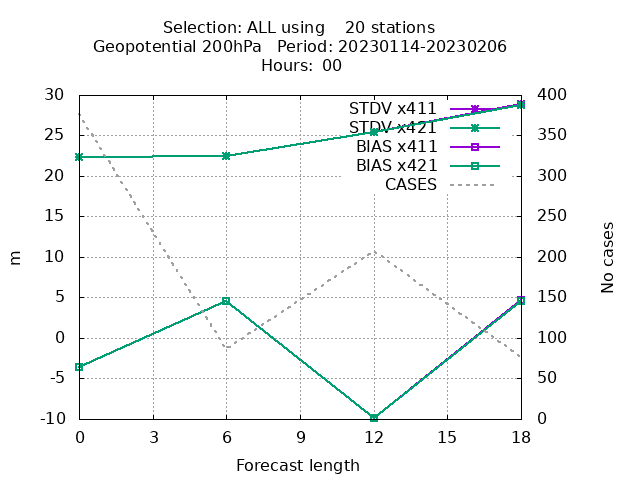 Selection: ALL using    20 stations
Geopotential 200hPa   Period: 20230114-20230206
Hours: 00
30
25
20
15
10
5
0
-5
-10
400
350
300
250
200
150
100
50
0
STDV x411
STDV x421
BIAS x411
BIAS x421
CASES
m
No cases
0 3 6 9 12 15 18
Forecast length